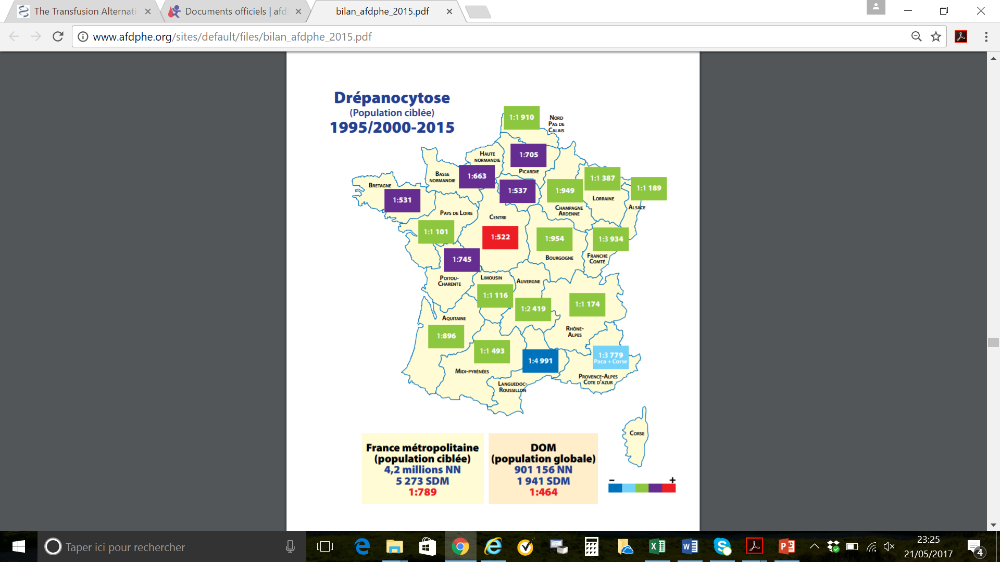 The Transfusion Alternati
Documents officiels | afd
bilan_afdphe_2015.pdf
www.afdphe.org/sites/default/files/bilan_afdphe_2015.pdf
Drépanocytose
(Population ciblée)
1995/2000-2015
1:1 910
NORD
PAS DE
CALAIS
HAUTE
NORMANDIE
1:705
PICARDIE
BASSE
NORMANDIE
1:663
1:537
1:949
CHAMPAGNE
ARDENNE
1:1 387
LORRAINE
1:1 189
ALSACE
BRETAGNE
1:531
PAYS DE LOIRE
1:1 101
CENTRE
1:522
1:954
BOURGOGNE
1:3 934
FRANCHE
COMTÉ
1:745
POITOU-
CHARENTE
LIMOUSIN
1:1 116
AUVERGNE
1:2 419
1:1 174
RHÔNE-
ALPES
AQUITAINE
1:896
1:1 493
MIDI-PYRÉNÉES
1:4 991
LANGUEDOC-
ROUSSILLON
1:3 779
Paca + Corse
PROVENCE-ALPES
COTE D'AZUR
CORSE
France métropolitaine
(population ciblée)
4,2 millions NN
5 273 SDM
1:789
DOM
(population globale)
901 156 NN
1 941 SDM
1:464
– +
Taper ici pour rechercher
23:25
21/05/2017
4